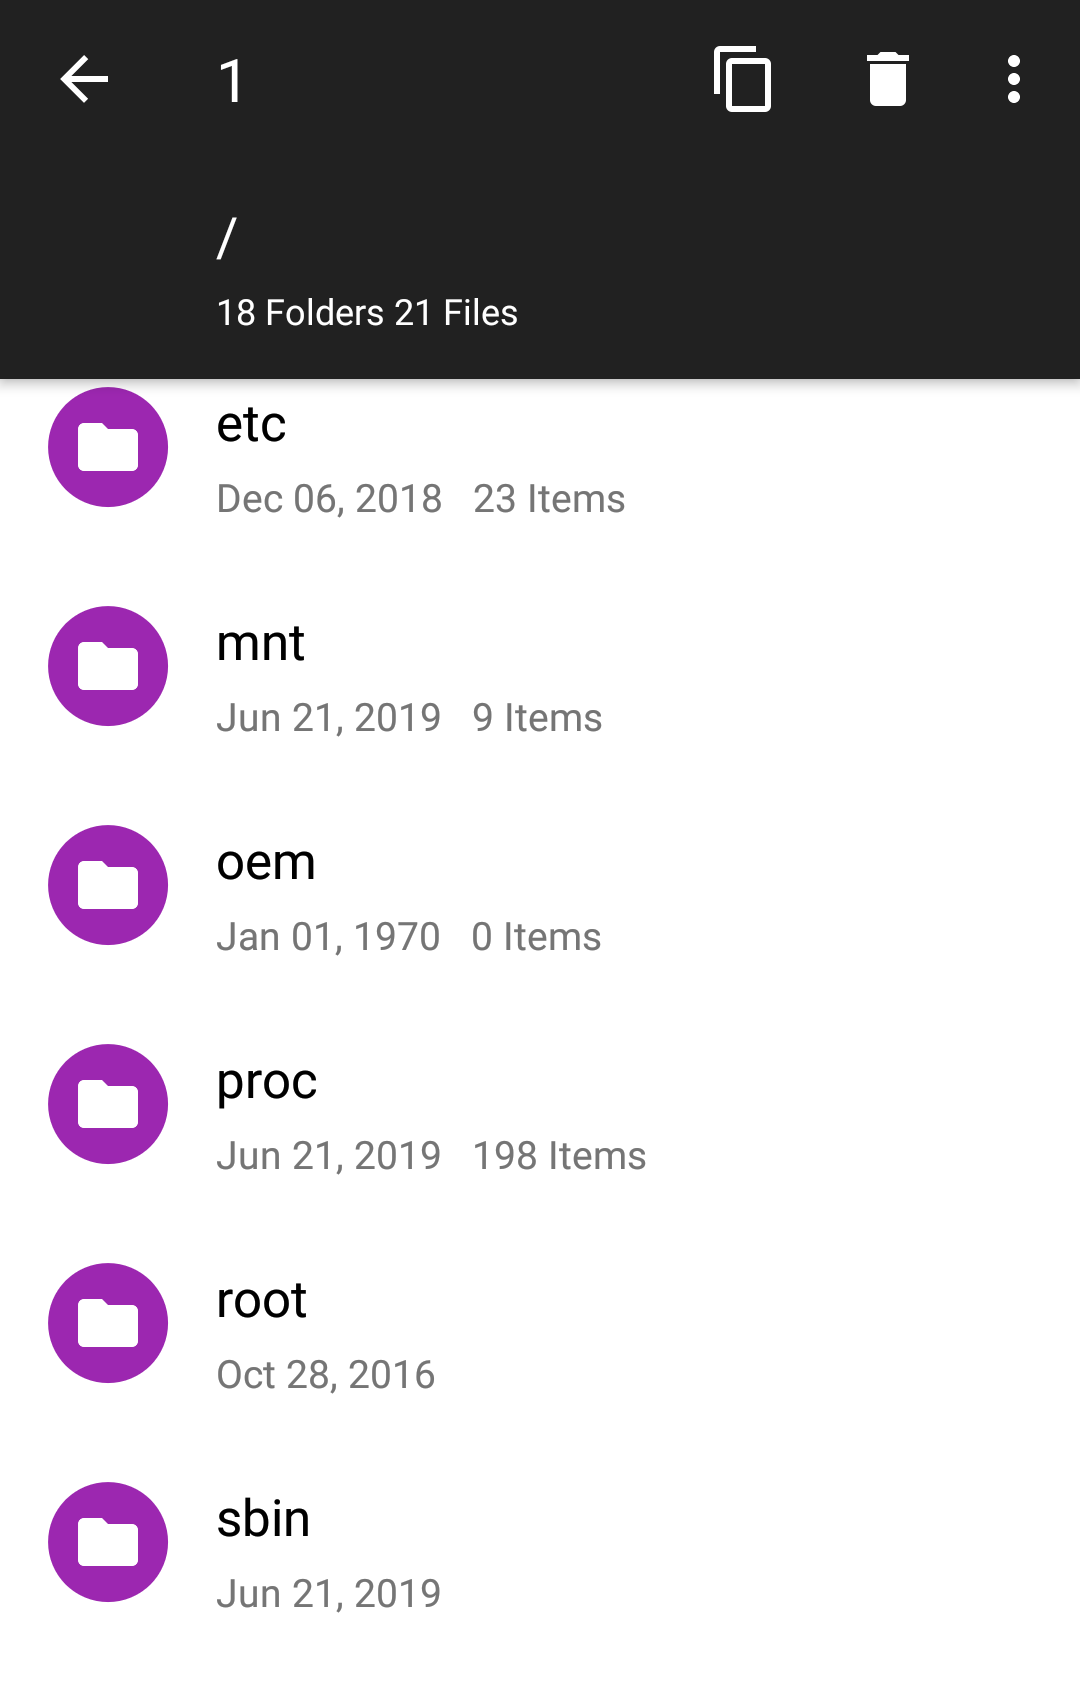 1
/
18 Folders 21 Files
etc
Dec 06, 2018 23 Items
mnt
Jun 21, 2019 9 Items
oem
Jan 01, 1970 0 Items
proc
Jun 21, 2019 198 Items
root
Oct 28, 2016
sbin
Jun 21, 2019